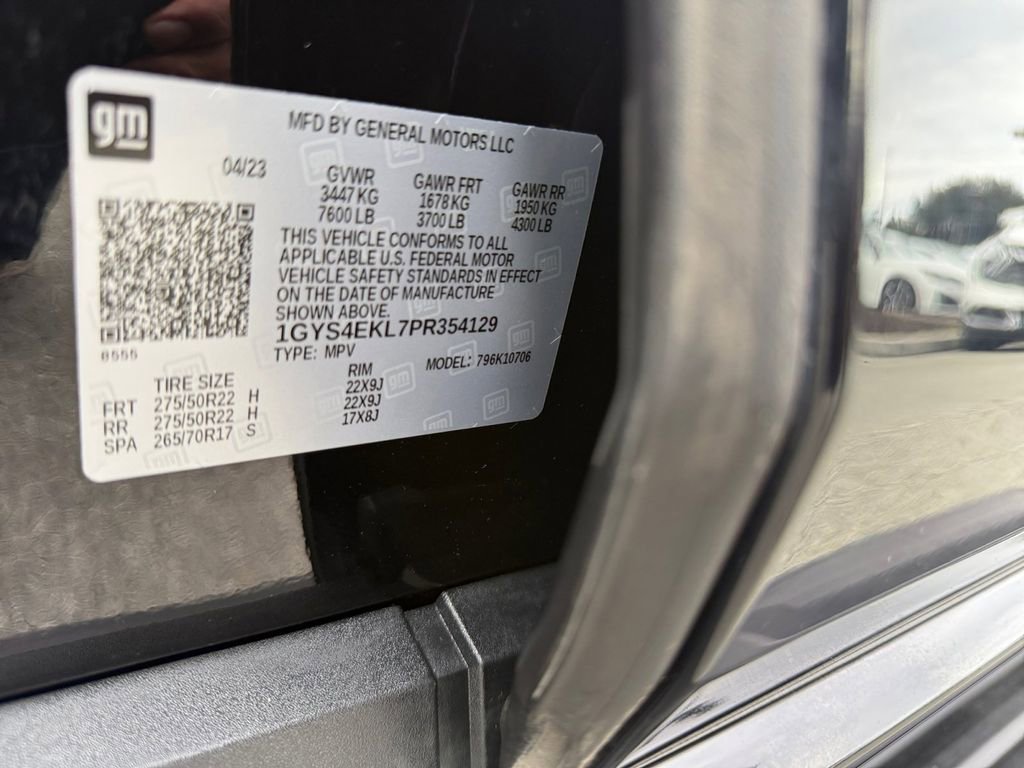 gm
MFD BY GENERAL MOTORS LLC
04/23
GVWR GAWR FRT GAWR RR
3447 KG 1678 KG 1950 KG
7600 LB 3700 LB 4300 LB
THIS VEHICLE CONFORMS TO ALL
APPLICABLE U.S. FEDERAL MOTOR
VEHICLE SAFETY STANDARDS IN EFFECT
ON THE DATE OF MANUFACTURE
SHOWN ABOVE.
1GYS4EKL7PR354129
8555
TYPE: MPV MODEL: 796K10706
TIRE SIZE RIM
FRT 275/50R22 H 22X9J
RR 275/50R22 H 22X9J
SPA 265/70R17 S 17X8J